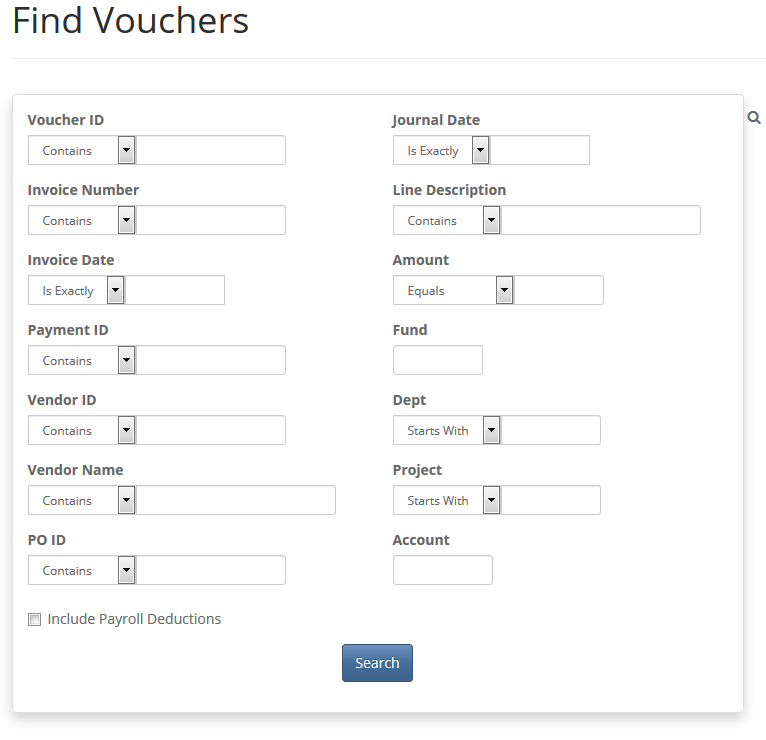 Find Vouchers
Voucher ID
Contains
Invoice Number
Contains
Invoice Date
Is Exactly
Payment ID
Contains
Vendor ID
Contains
Vendor Name
Contains
PO ID
Contains
Include Payroll Deductions
Journal Date
Is Exactly
Line Description
Contains
Amount
Equals
Fund
Dept
Starts With
Project
Starts With
Account
Search